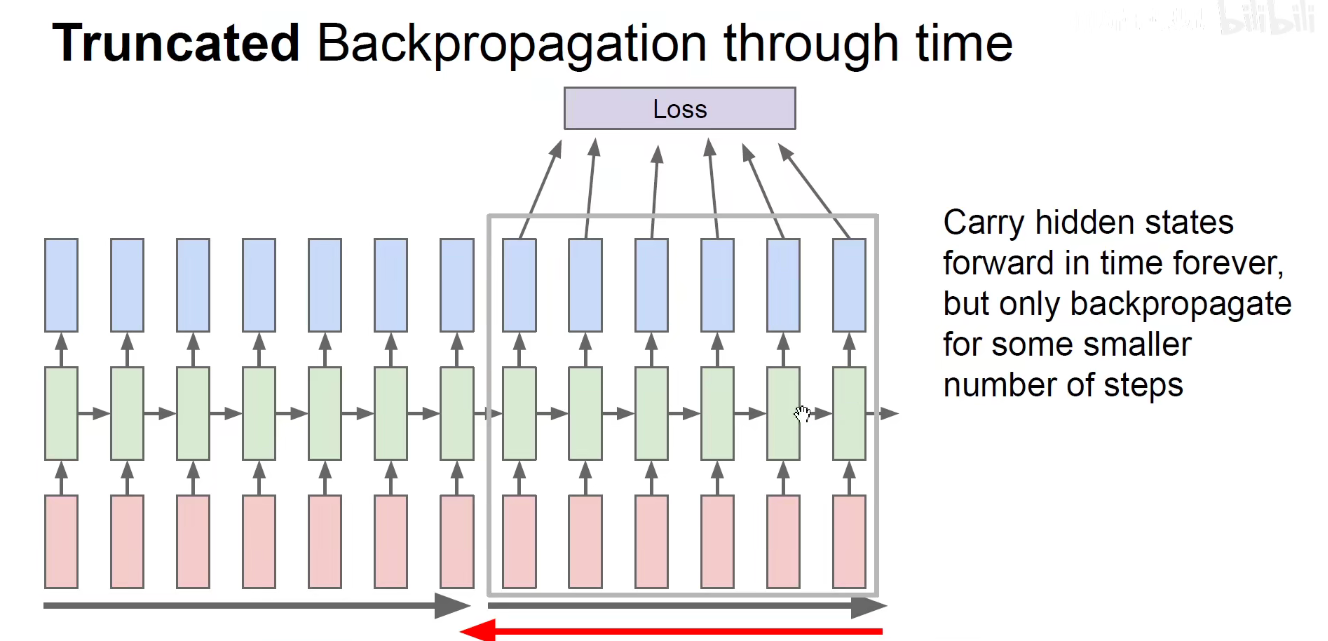 Truncated Backpropagation through time
bilibili
Loss
Carry hidden states
forward in time forever,
but only backpropagate
for some smaller
number of steps